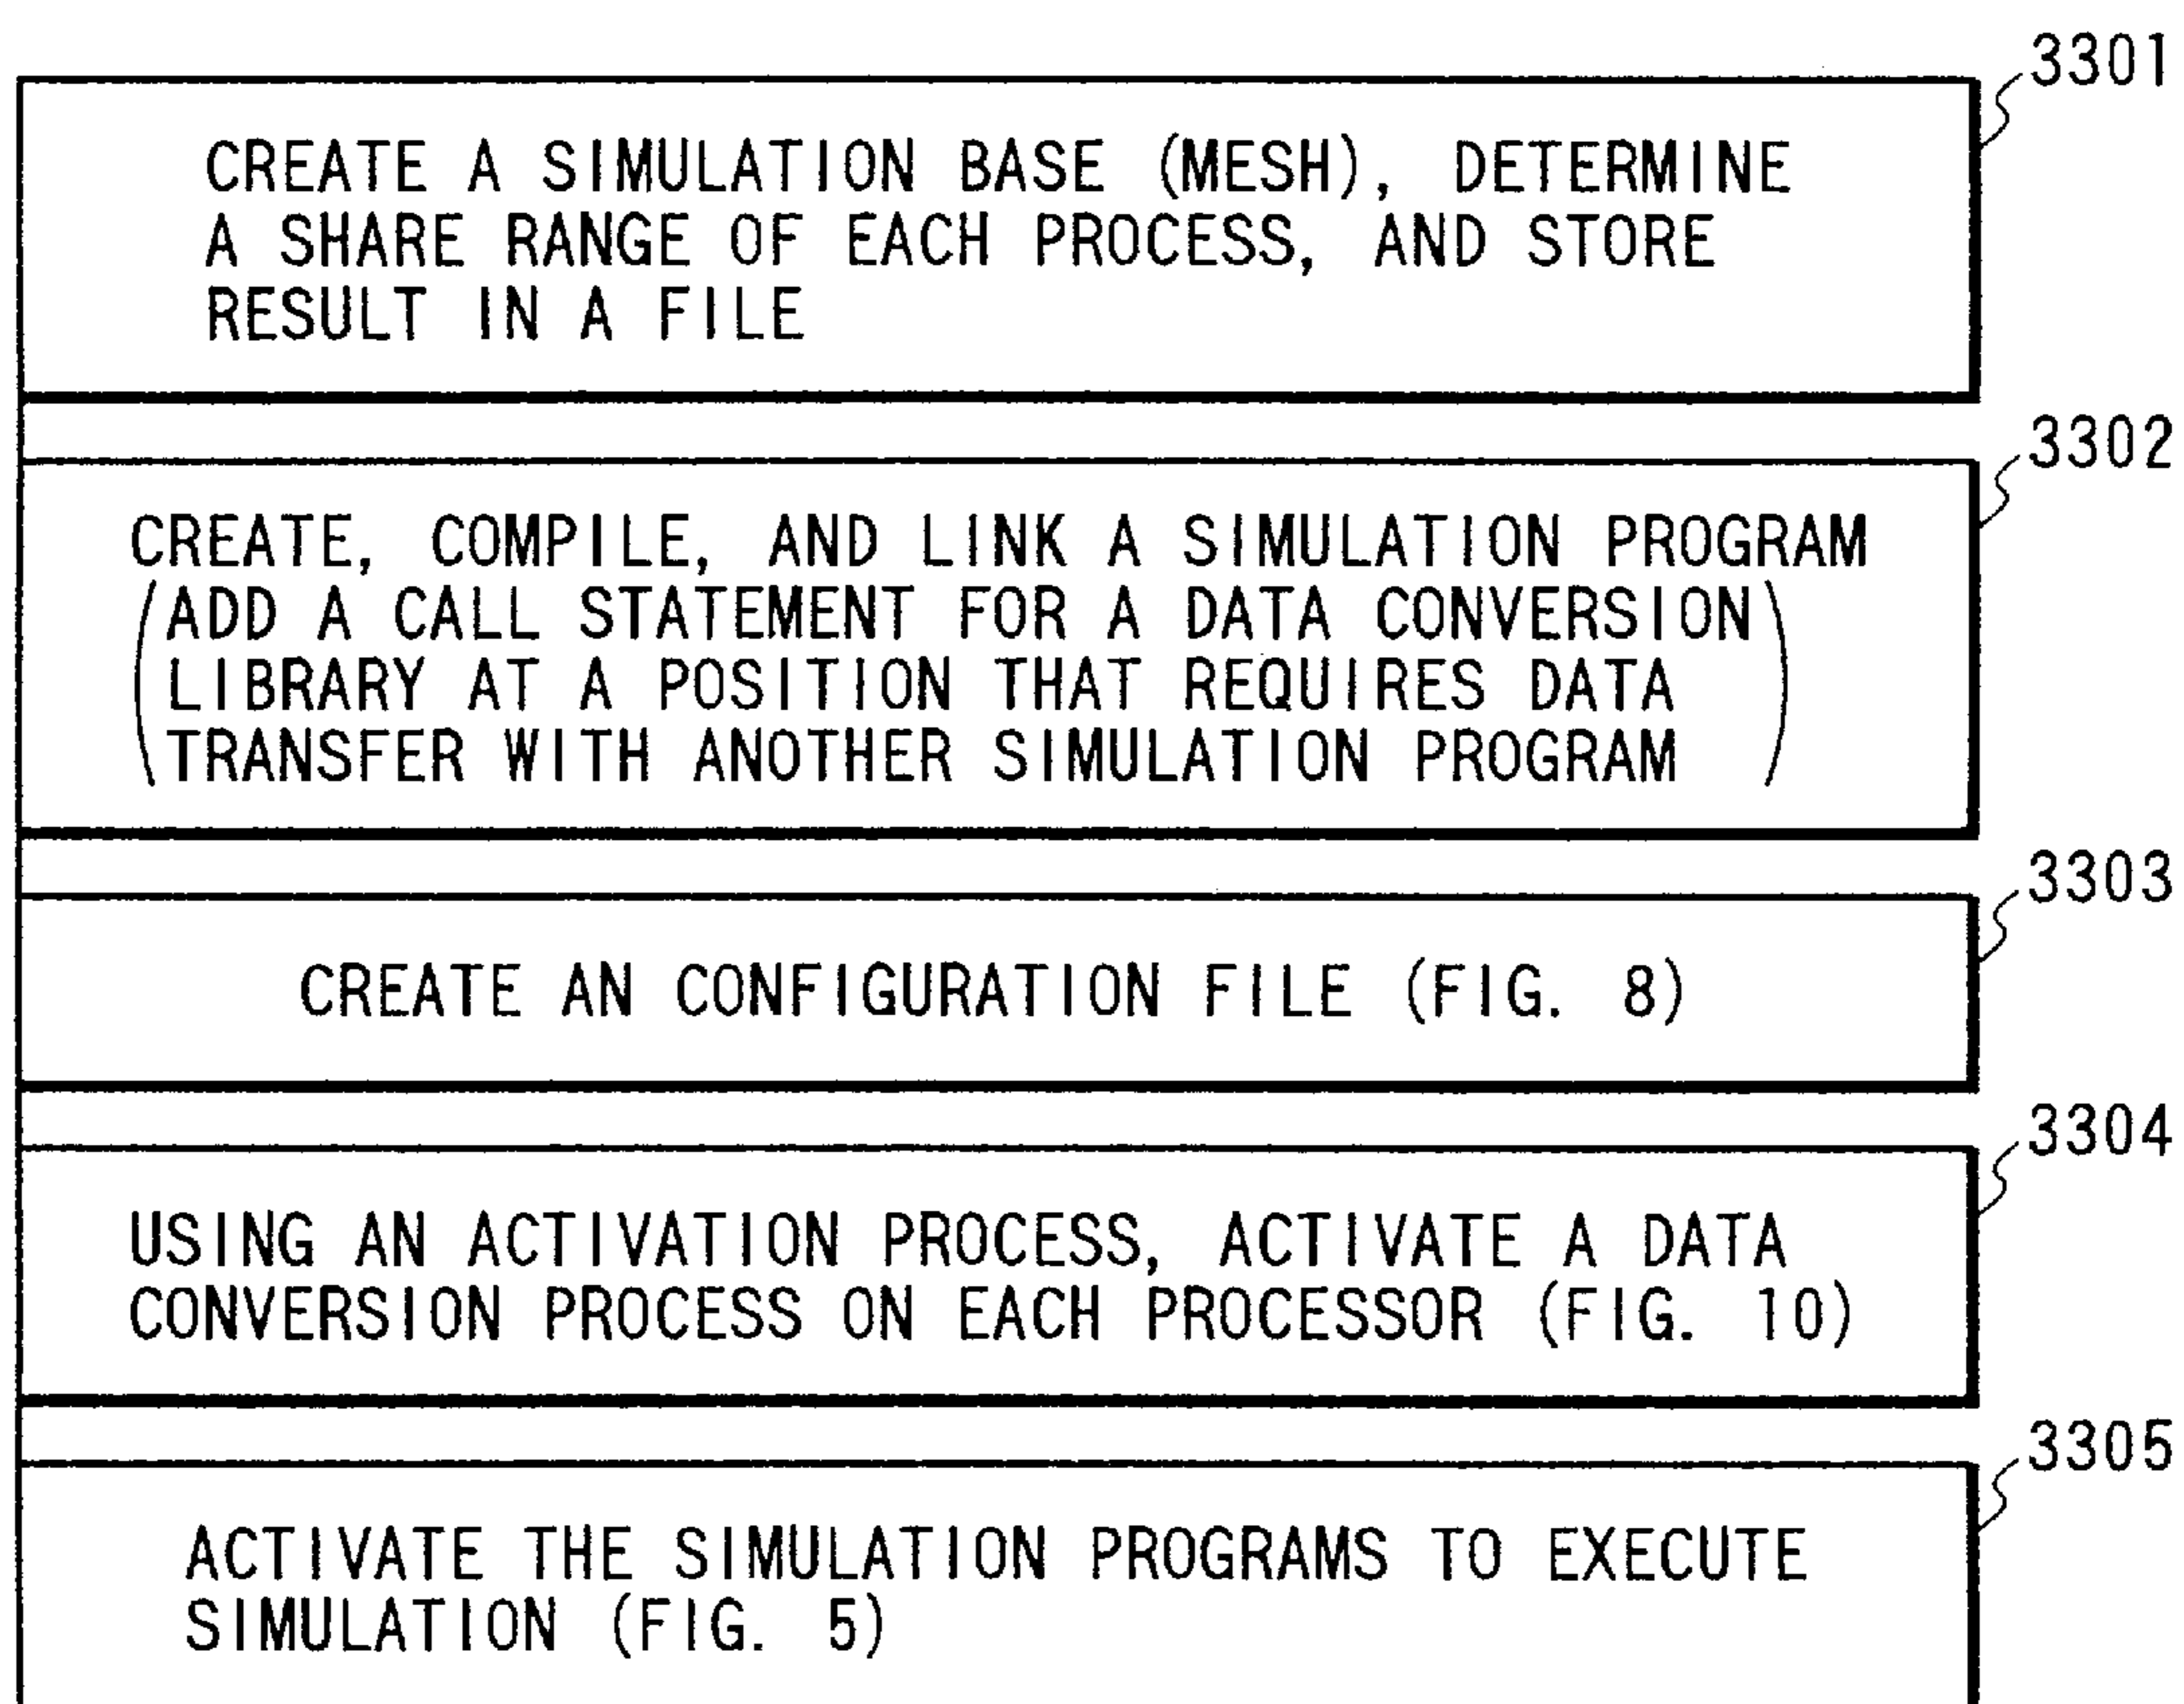 3301
CREATE A SIMULATION BASE (MESH), DETERMINE
A SHARE RANGE OF EACH PROCESS, AND STORE
RESULT IN A FILE
3302
CREATE, COMPILE, AND LINK A SIMULATION PROGRAM
(ADD A CALL STATEMENT FOR A DATA CONVERSION
LIBRARY AT A POSITION THAT REQUIRES DATA
TRANSFER WITH ANOTHER SIMULATION PROGRAM)
3303
CREATE AN CONFIGURATION FILE (FIG. 8)
3304
USING AN ACTIVATION PROCESS, ACTIVATE A DATA
CONVERSION PROCESS ON EACH PROCESSOR (FIG. 10)
3305
ACTIVATE THE SIMULATION PROGRAMS TO EXECUTE
SIMULATION (FIG. 5)